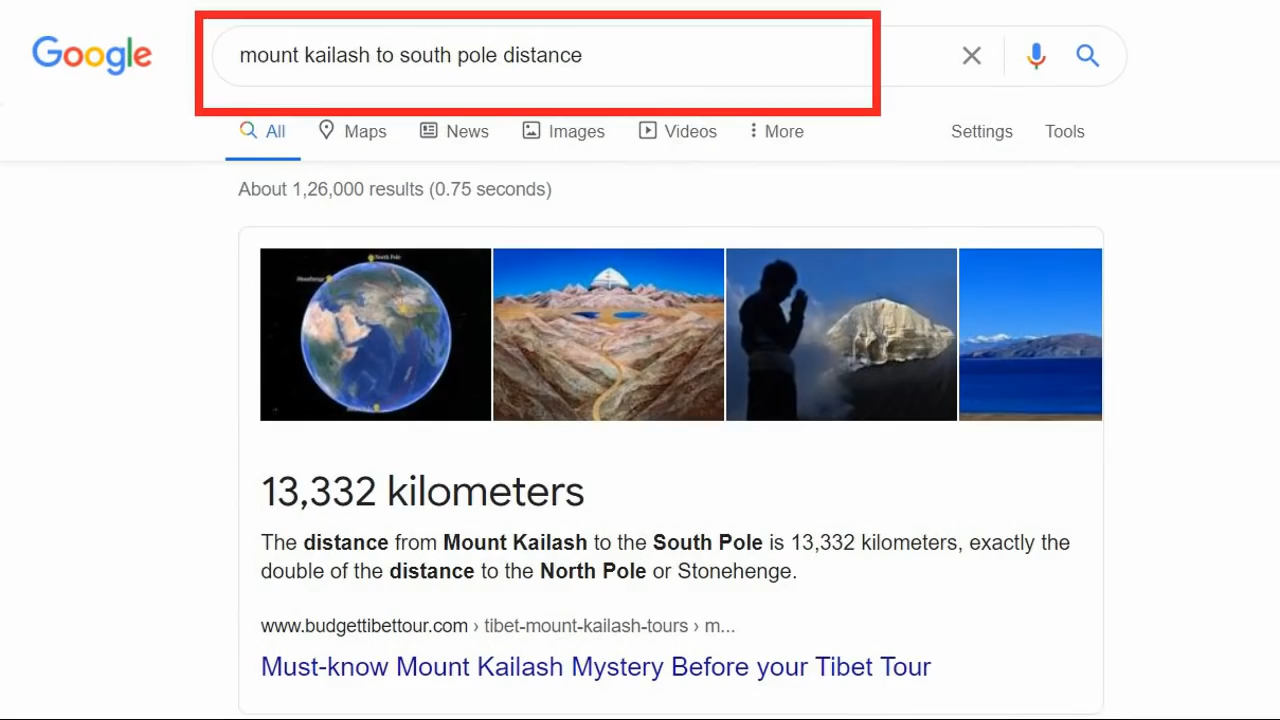 Google
mount kailash to south pole distance
All Maps News Images Videos More Settings Tools
About 1,26,000 results (0.75 seconds)
North Pole
13,332 kilometers
The distance from Mount Kailash to the South Pole is 13,332 kilometers, exactly the
double of the distance to the North Pole or Stonehenge.
www.budgettibettour.com › tibet-mount-kailash-tours › m...
Must-know Mount Kailash Mystery Before your Tibet Tour